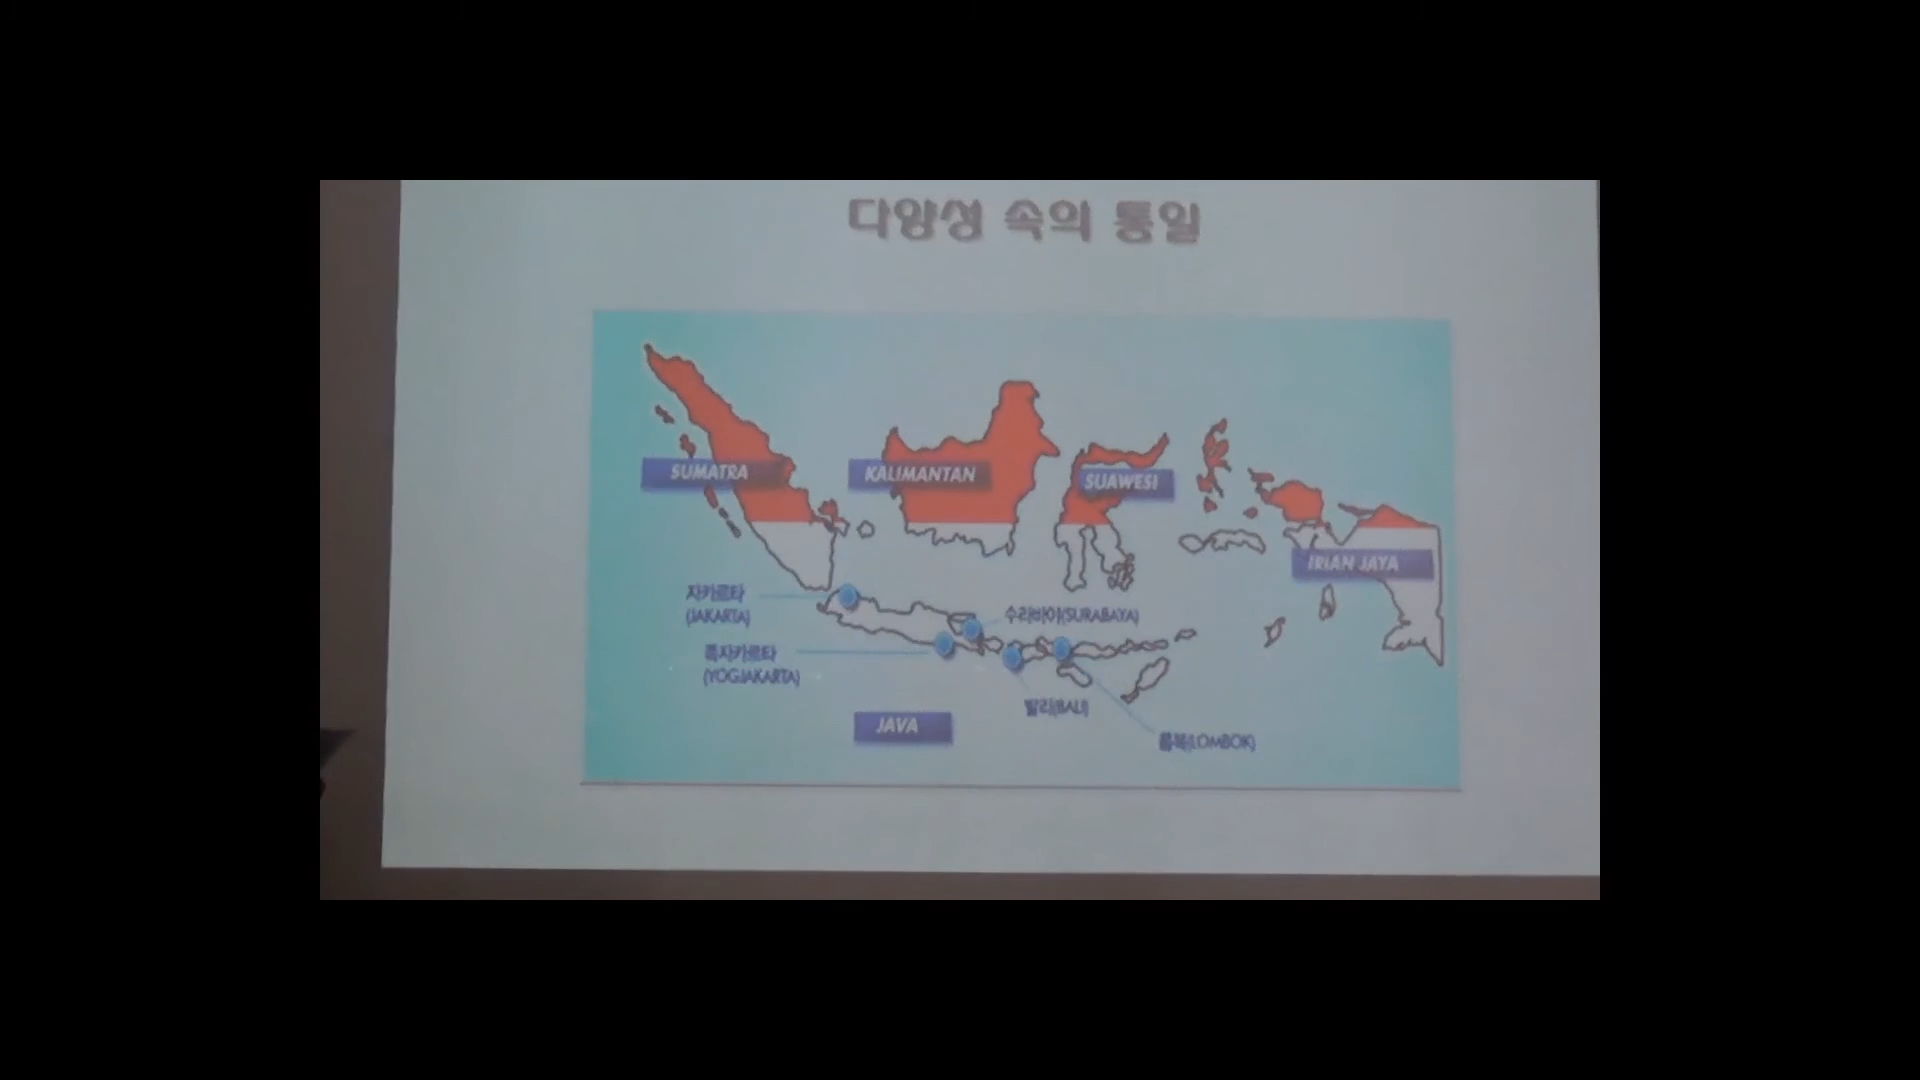 다양성 속의 통일
SUMATRA
KALIMANTAN
SUAWESI
IRIAN JAYA
자카르타
(JAKARTA)
수라바야(SURABAYA)
족자카르타
(YOGJAKARTA)
발리(BALI)
JAVA
롬복(LOMBOK)